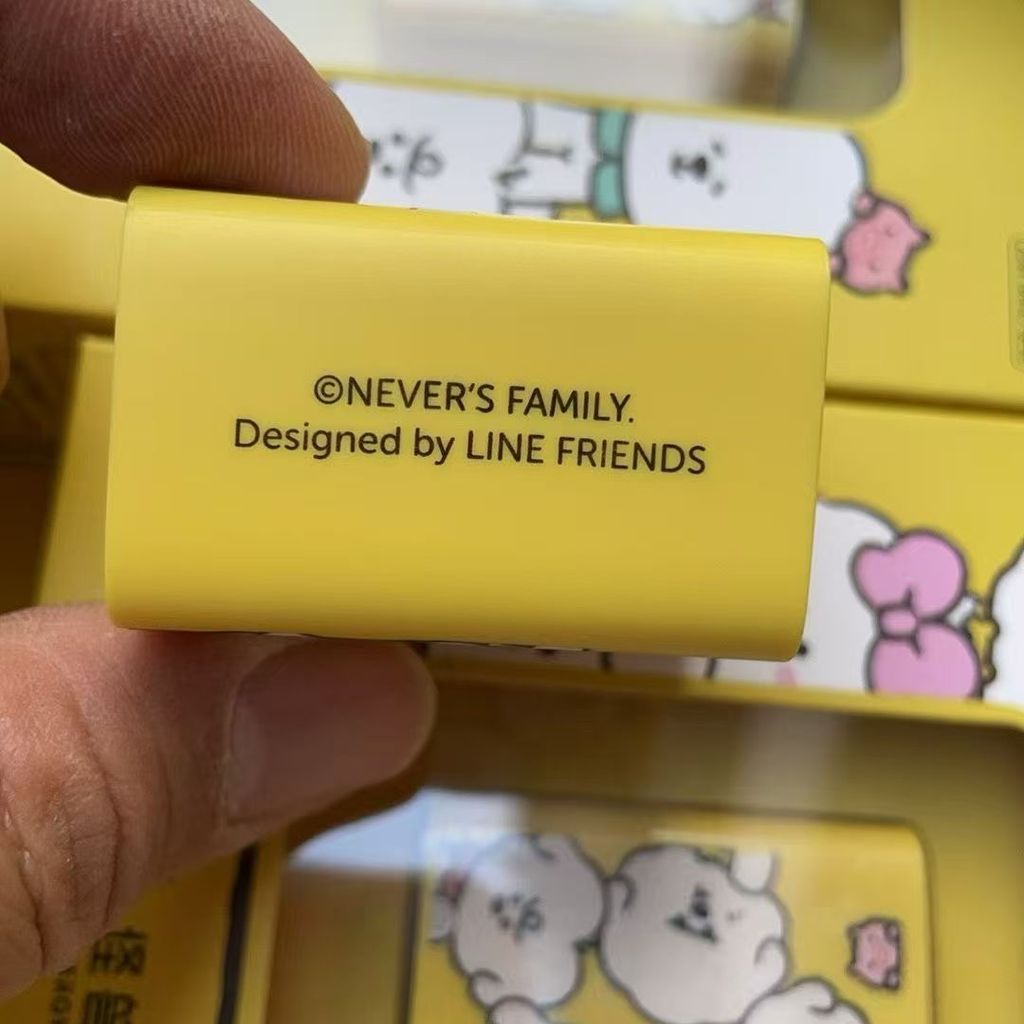 ©NEVER'S FAMILY.
Designed by LINE FRIENDS